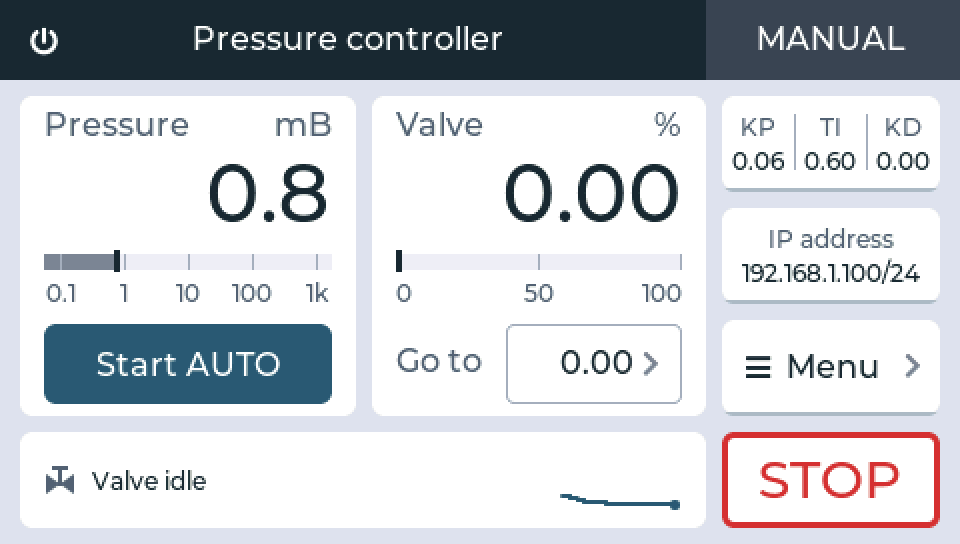 Pressure controller
MANUAL
Pressure mB
0.8
0.1 1 10 100 1k
Start AUTO
Valve %
0.00
0 50 100
Go to 0.00
KP TI KD
0.06 0.60 0.00
IP address
192.168.1.100/24
Menu
Valve idle
STOP